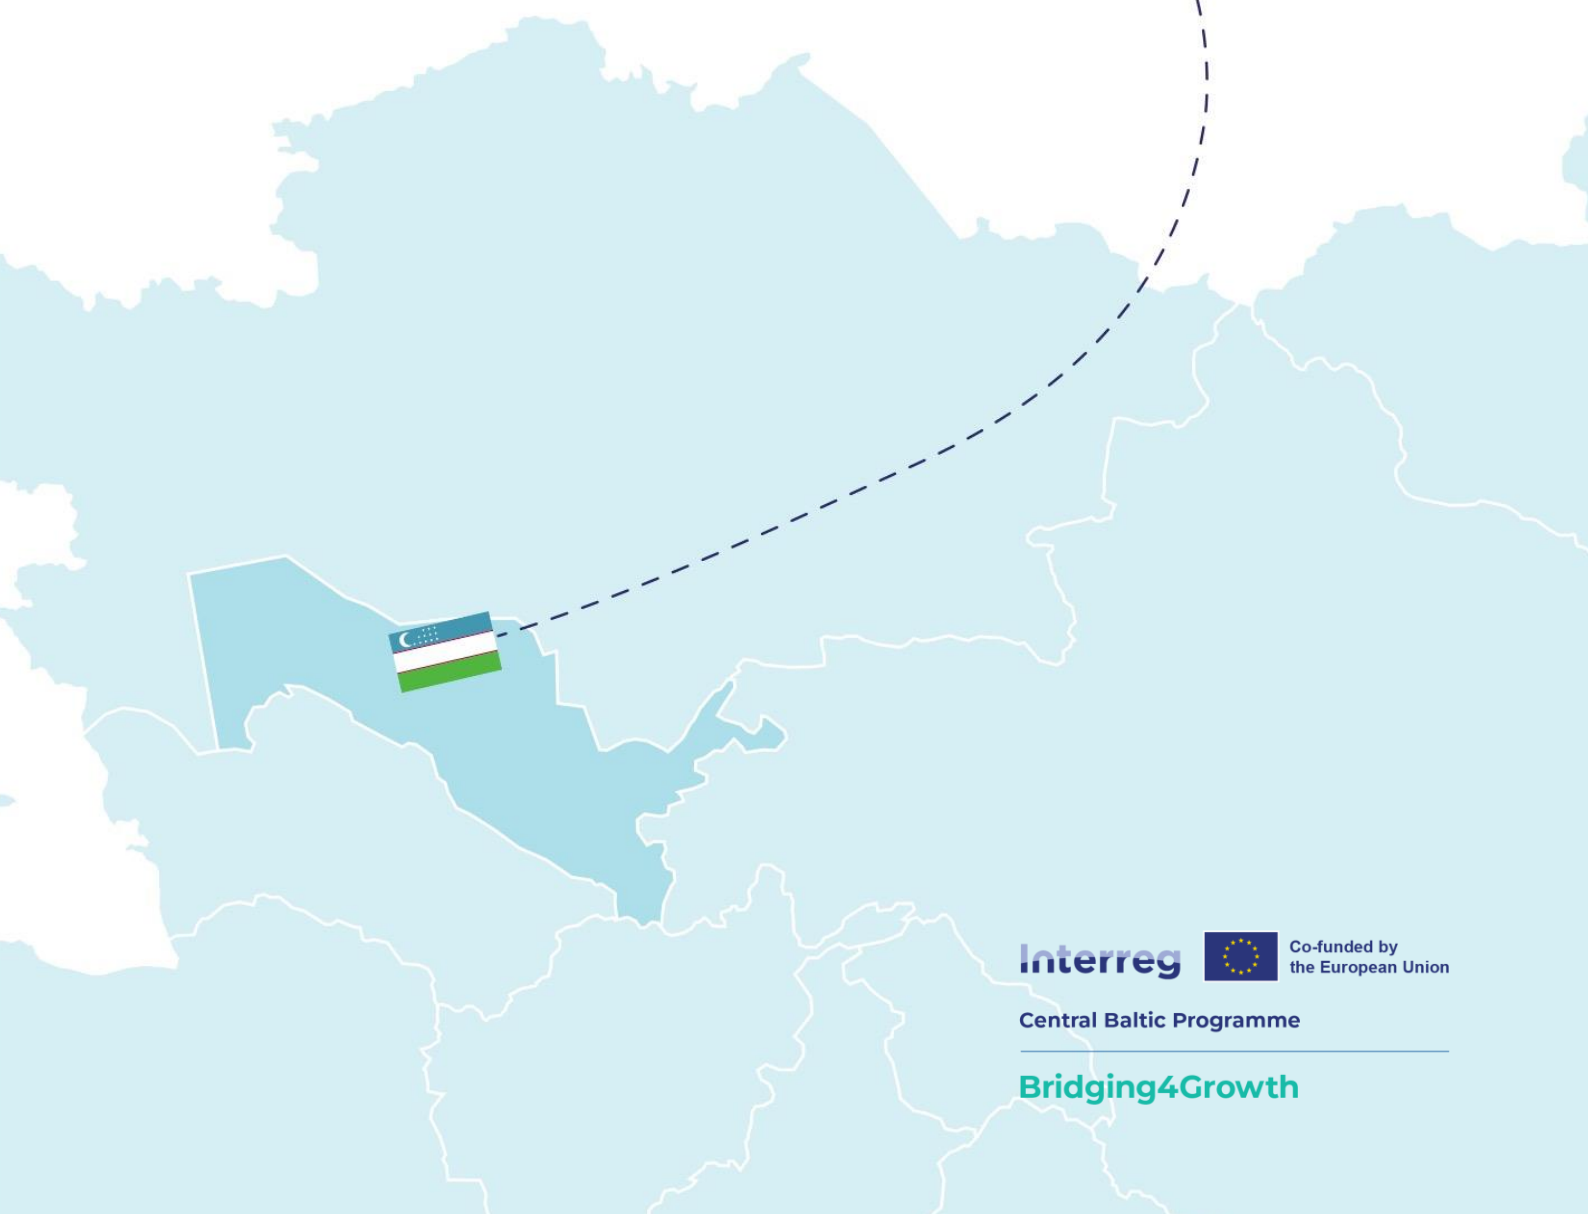 Interreg
Co-funded by
the European Union
Central Baltic Programme
Bridging4Growth